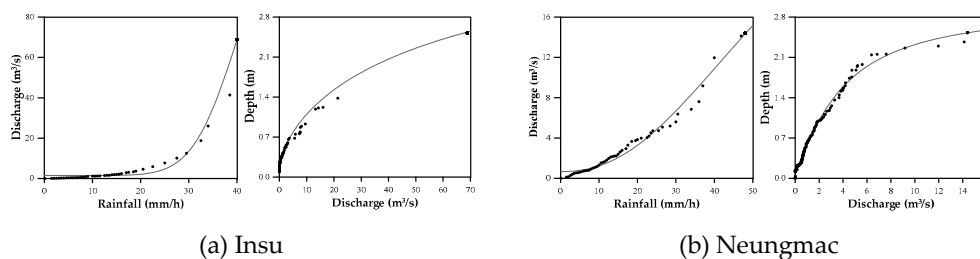 80
60
40
20
0
Discharge (m³/s)
0 10 20 30 40
Rainfall (mm/h)
2.8
2.1
1.4
0.7
0.0
Depth (m)
0 10 20 30 40 50 60 70
Discharge (m³/s)
(a) Insu
16
12
8
4
0
Discharge (m³/s)
0 10 20 30 40 50
Rainfall (mm/h)
2.8
2.1
1.4
0.7
0.0
Depth (m)
0 2 4 6 8 10 12 14
Discharge (m³/s)
(b) Neungmac